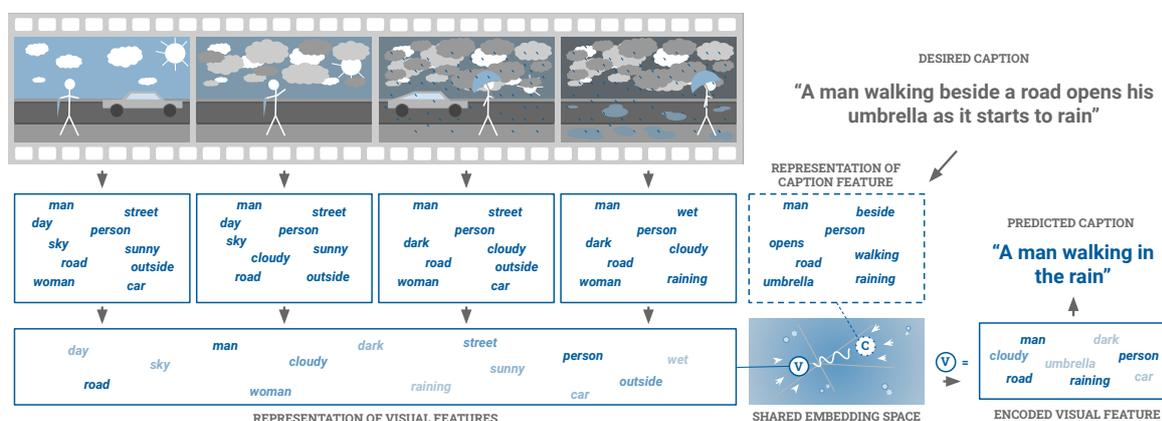 DESIRED CAPTION
“A man walking beside a road opens his
umbrella as it starts to rain”
REPRESENTATION OF
CAPTION FEATURE
man
street
day
person
sky
sunny
road
outside
woman
car
man
street
day
person
sky
sunny
cloudy
road
outside
man
street
person
dark
cloudy
road
outside
woman
car
man
wet
person
dark
cloudy
road
woman
raining
man
beside
person
opens
walking
road
umbrella
raining
PREDICTED CAPTION
“A man walking in
the rain”
day
sky
man
cloudy
dark
street
person
wet
sunny
road
woman
raining
outside
car
V
C
V =
man
dark
cloudy
umbrella
person
road
raining
car
REPRESENTATION OF VISUAL FEATURES
SHARED EMBEDDING SPACE
ENCODED VISUAL FEATURE